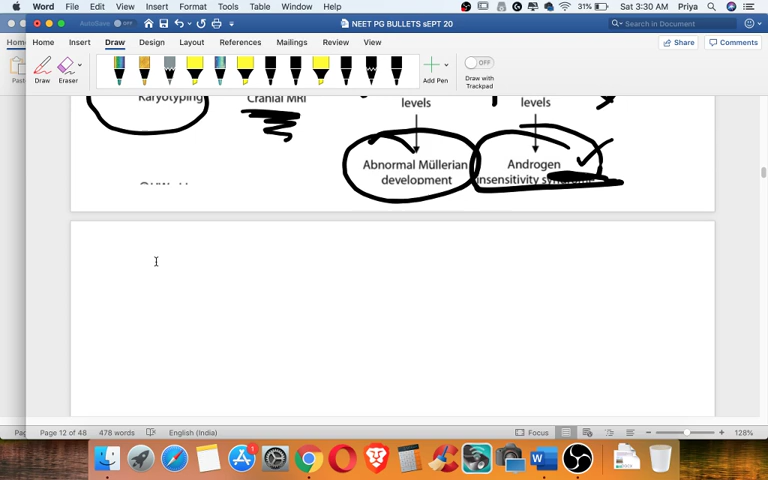 Word File Edit View Insert Format Tools Table Window Help 31% Sat 3:30 AM Priya
AutoSave OFF NEET PG BULLETS sEPT 20 Search in Document
Home Home Insert Draw Design Layout References Mailings Review View Share Comments
Draw Eraser Add Pen Draw with Trackpad OFF
Karyotyping Cranial MRI levels levels
Abnormal Müllerian development
Androgen insensitivity
Page 12 of 48 478 words English (India) Focus 128%